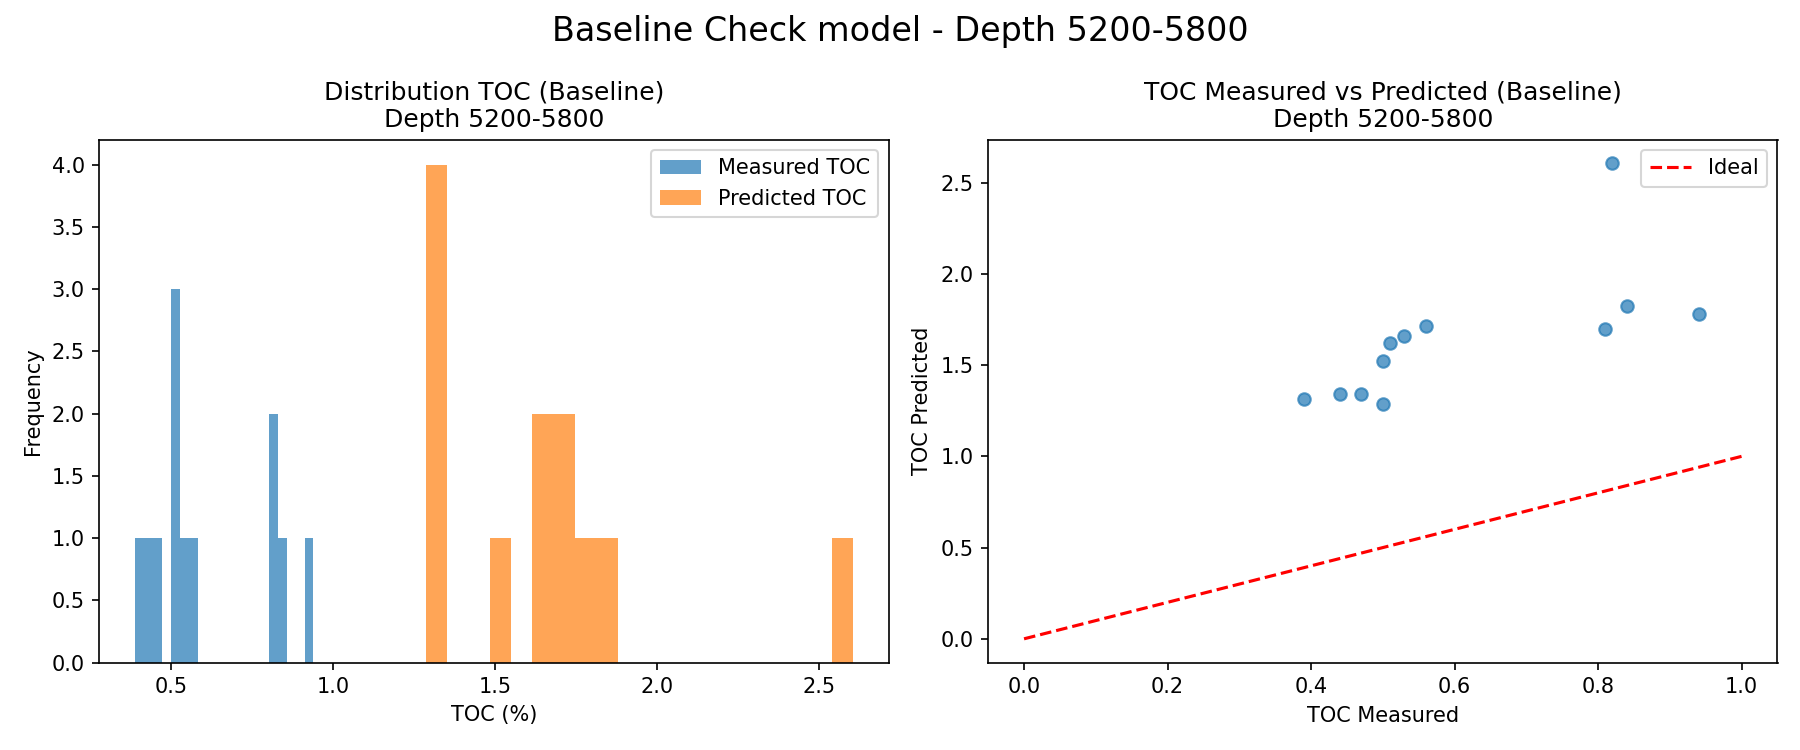 Baseline Check model - Depth 5200-5800
Distribution TOC (Baseline)
Depth 5200-5800
4.0
3.5
3.0
2.5
2.0
1.5
1.0
0.5
0.0
Frequency
Measured TOC
Predicted TOC
0.5
1.0
1.5
2.0
2.5
TOC (%)
TOC Measured vs Predicted (Baseline)
Depth 5200-5800
2.5
2.0
1.5
1.0
0.5
0.0
TOC Predicted
Ideal
0.0
0.2
0.4
0.6
0.8
1.0
TOC Measured